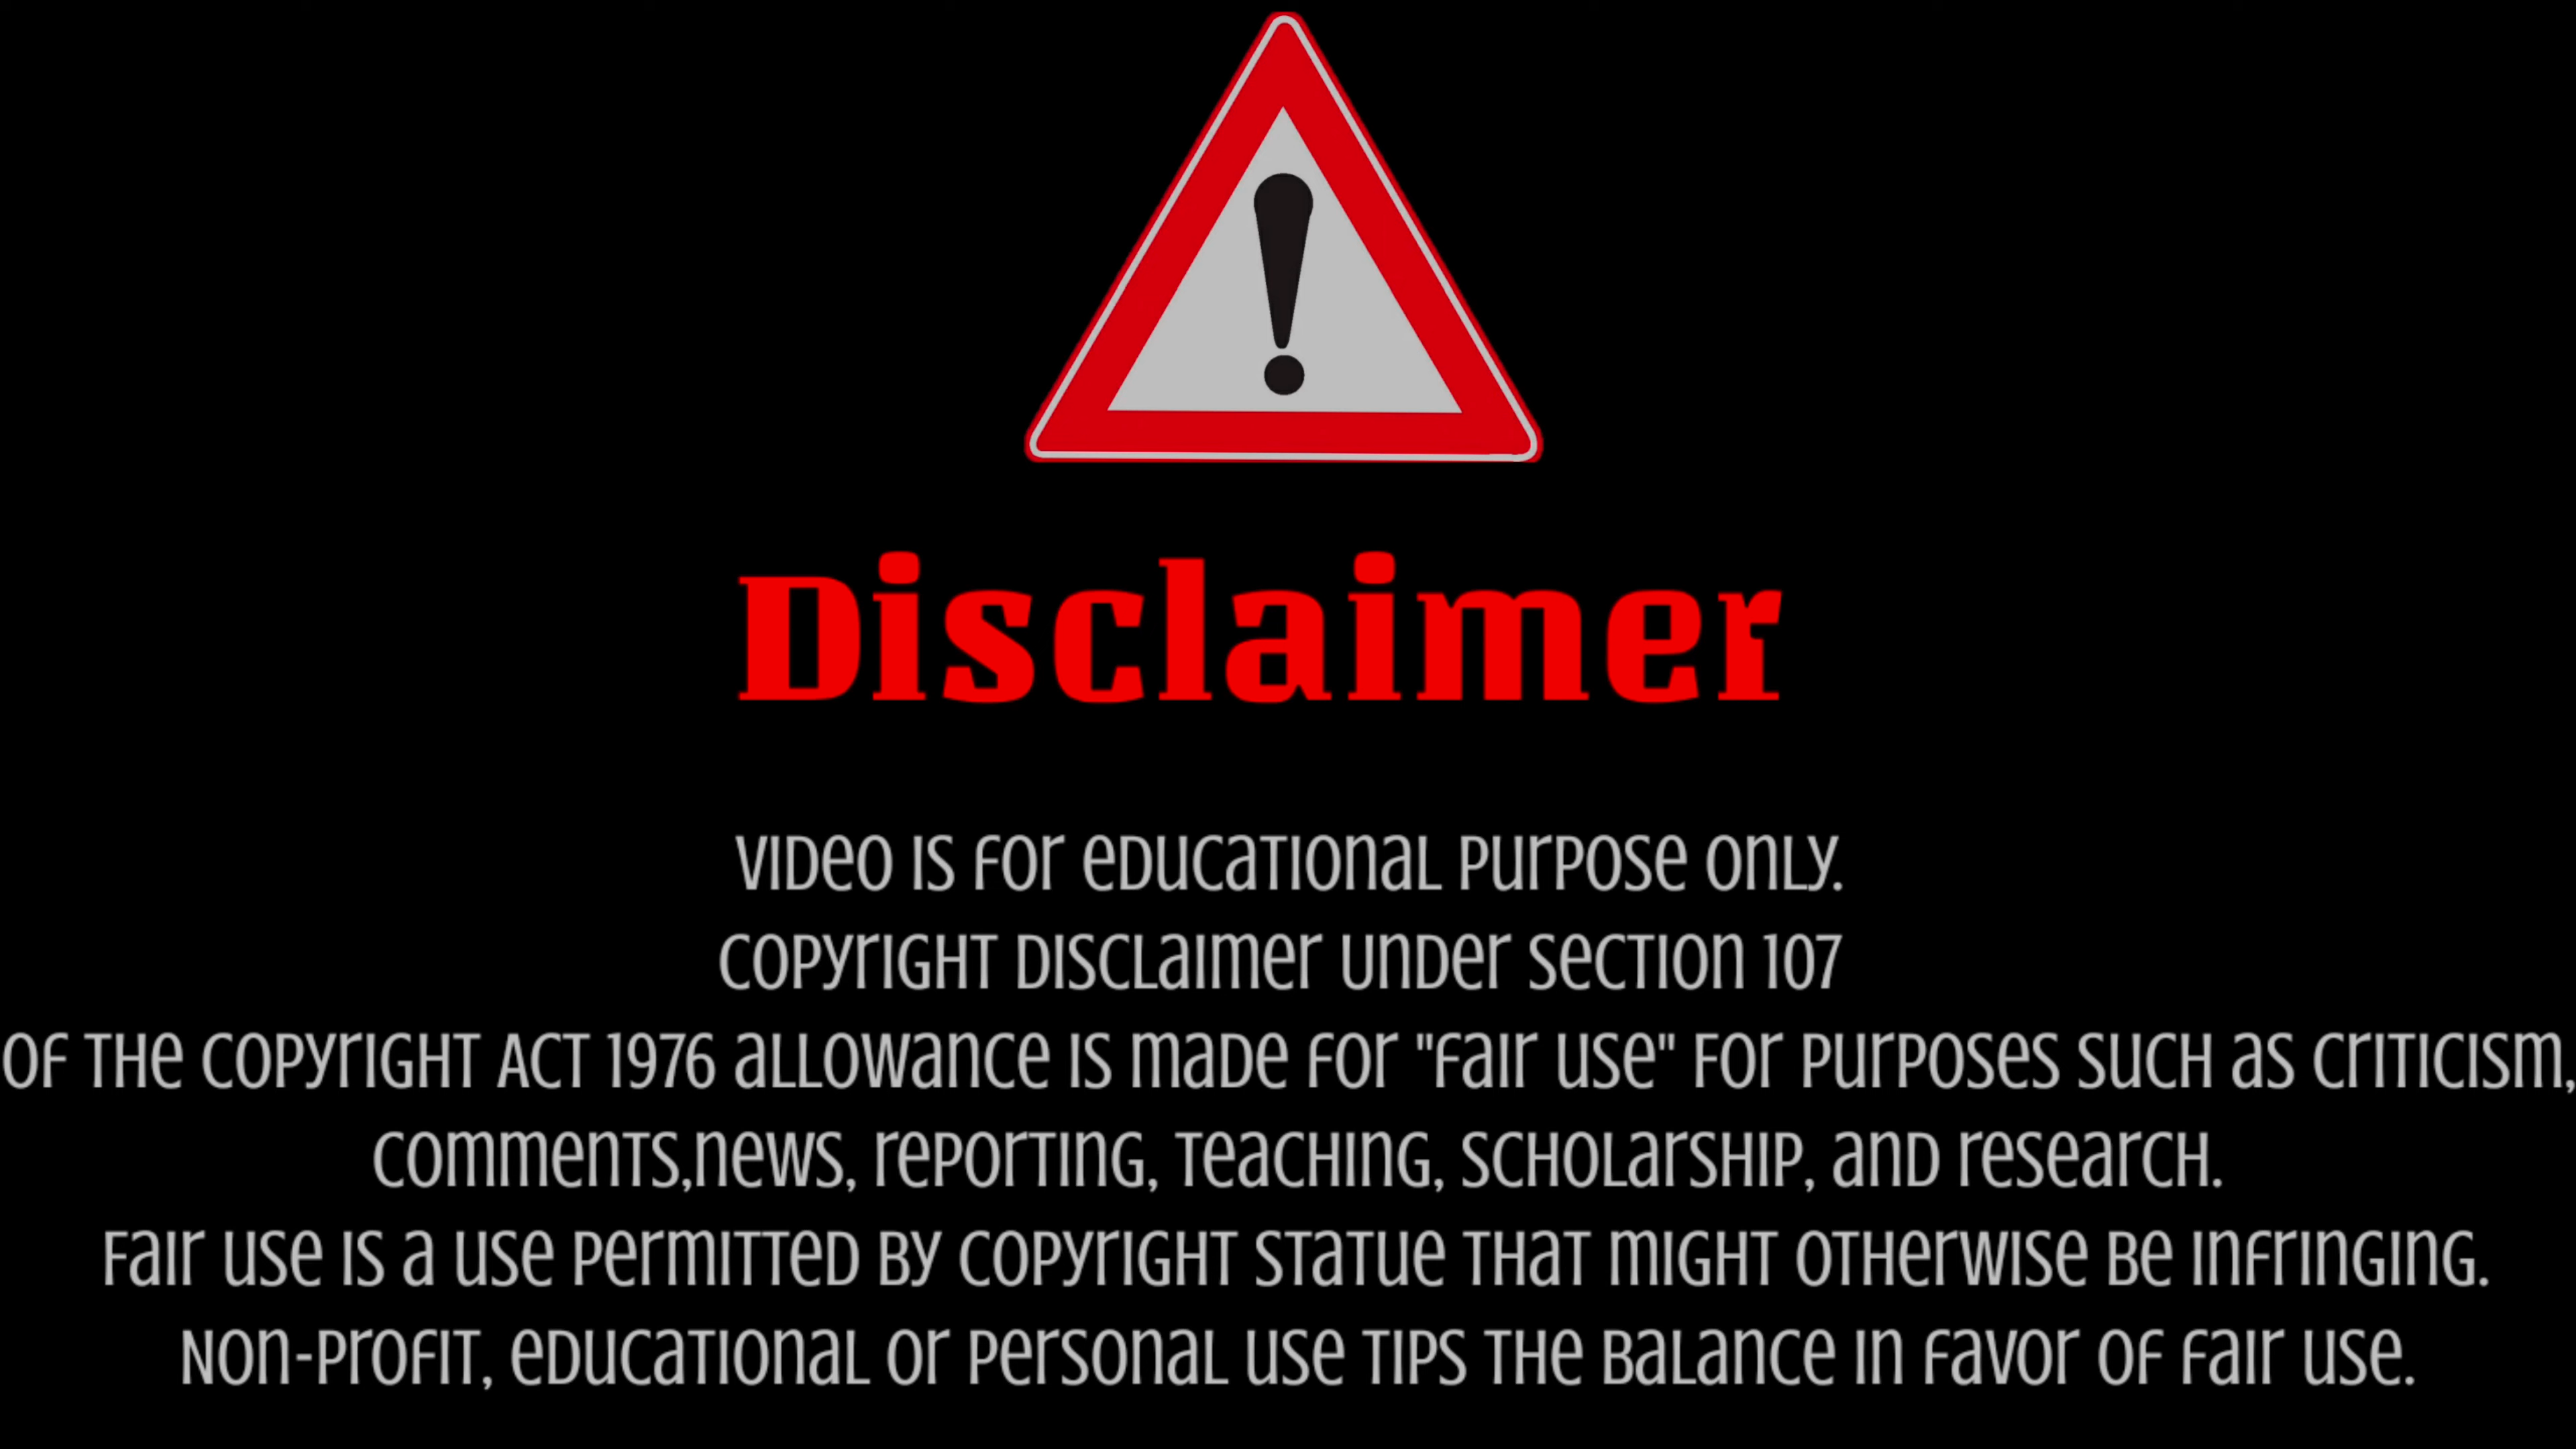 Disclaimer
Video is for educational purpose only.
Copyright Disclaimer Under Section 107
of the Copyright Act 1976 allowance is made for "Fair Use" for purposes such as criticism,
comments,news, reporting, teaching, scholarship, and research.
Fair use is a use permitted by copyright statue that might otherwise be infringing.
Non-profit, educational or personal use tips the balance in favor of fair use.